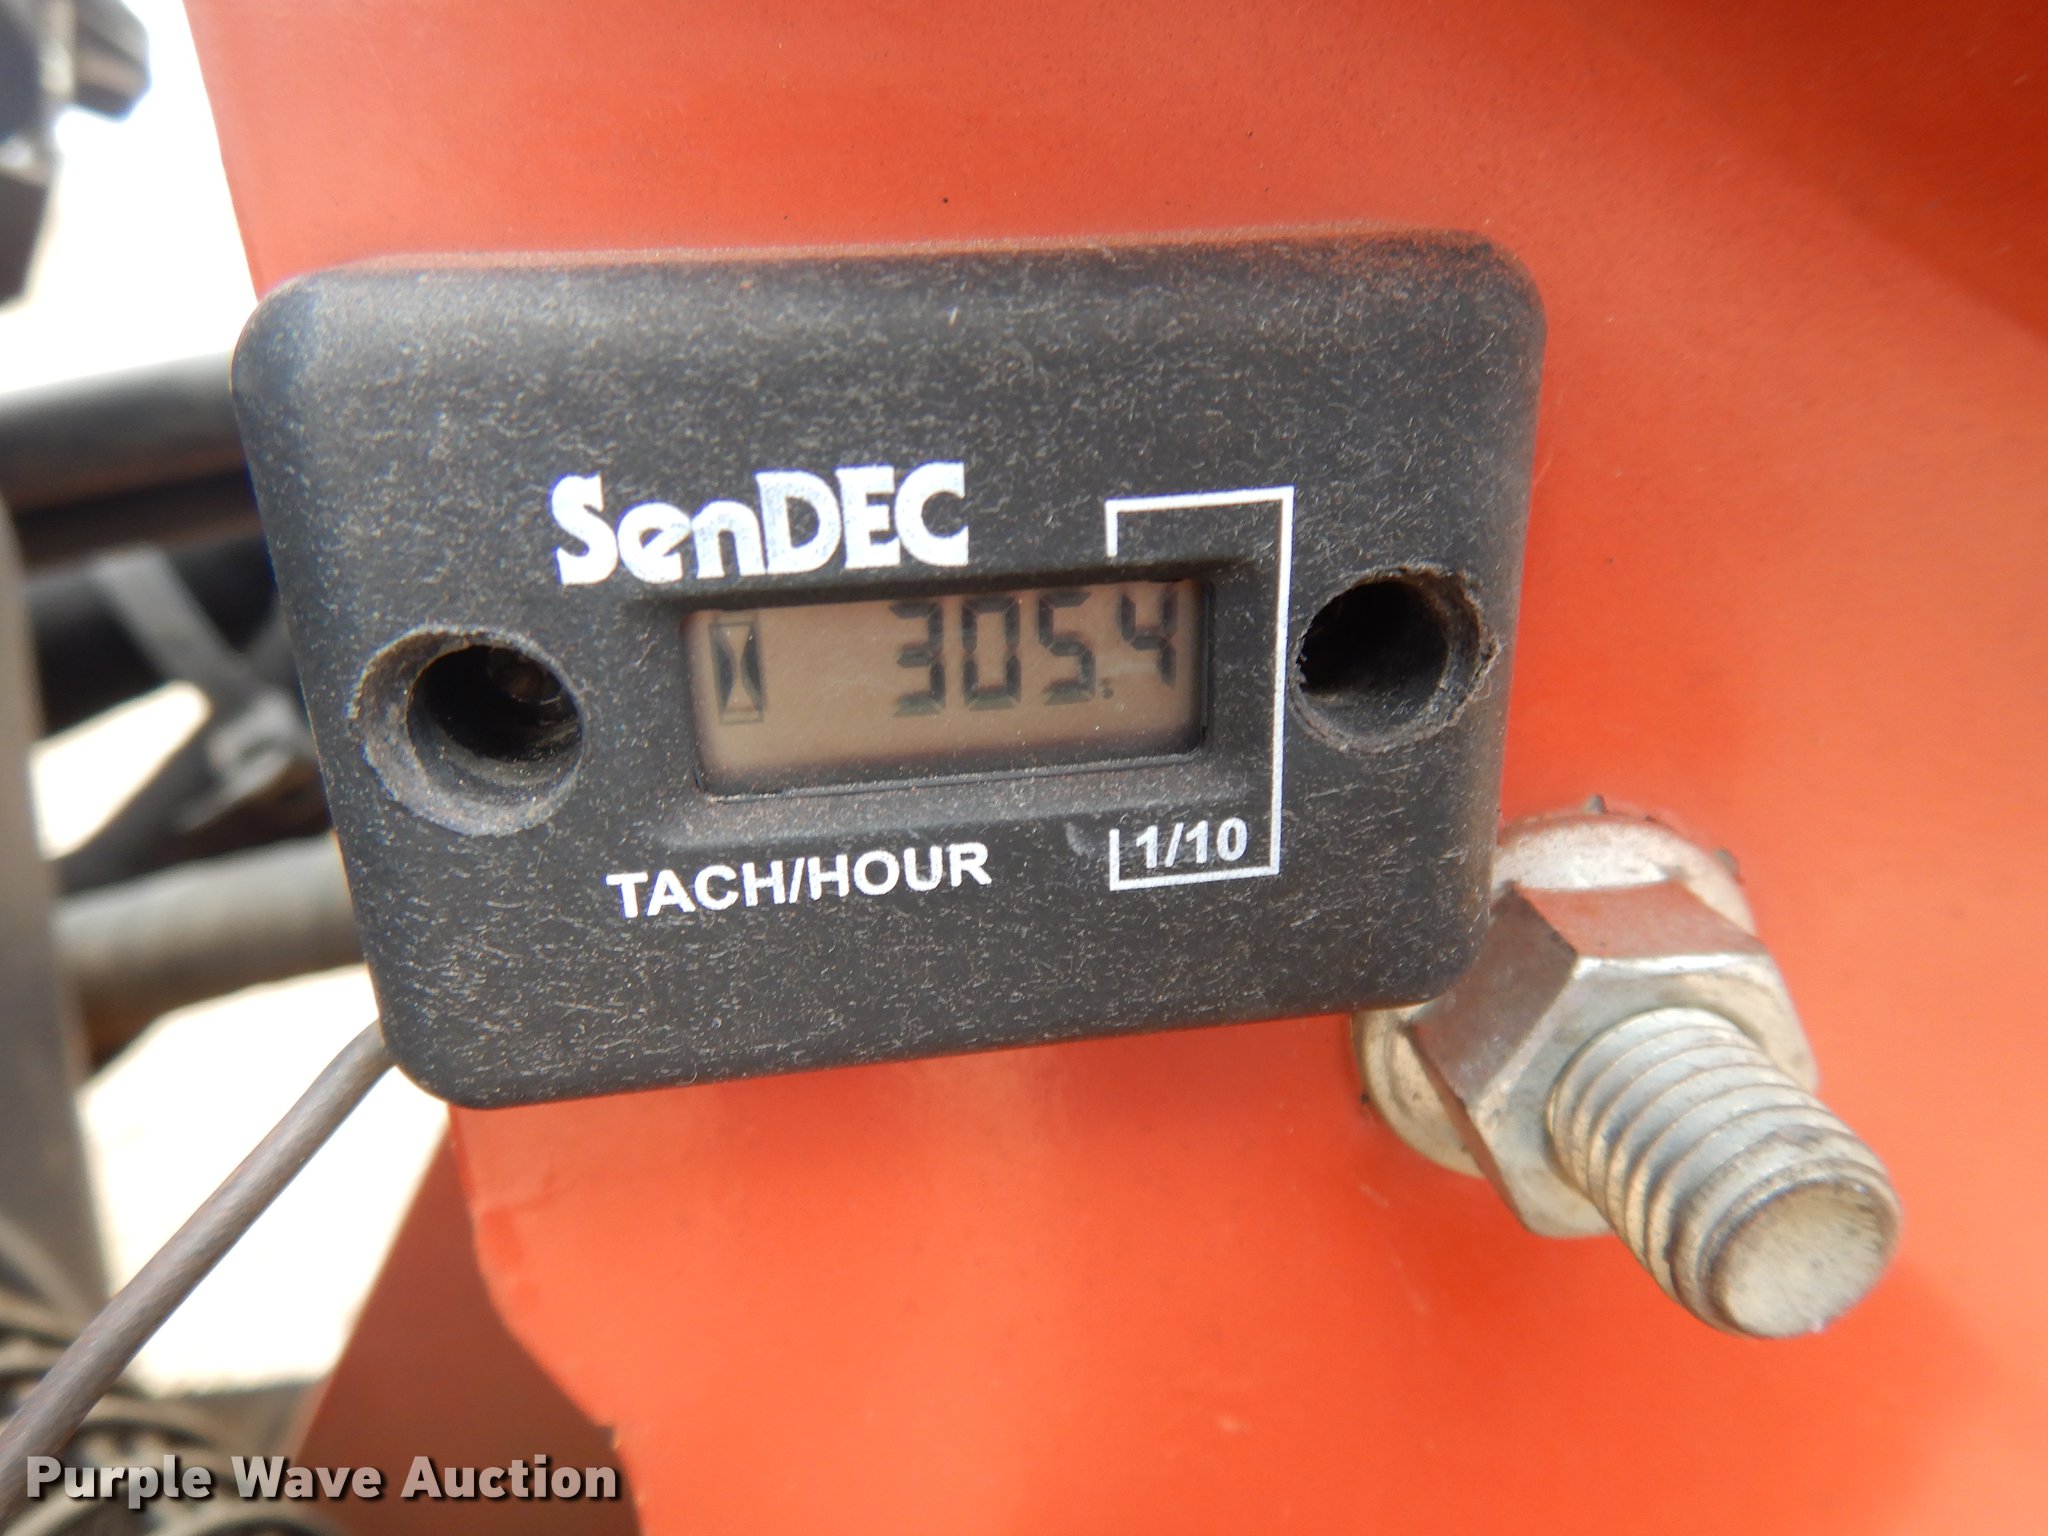 SenDEC
305.4
TACH/HOUR
1/10
Purple Wave Auction